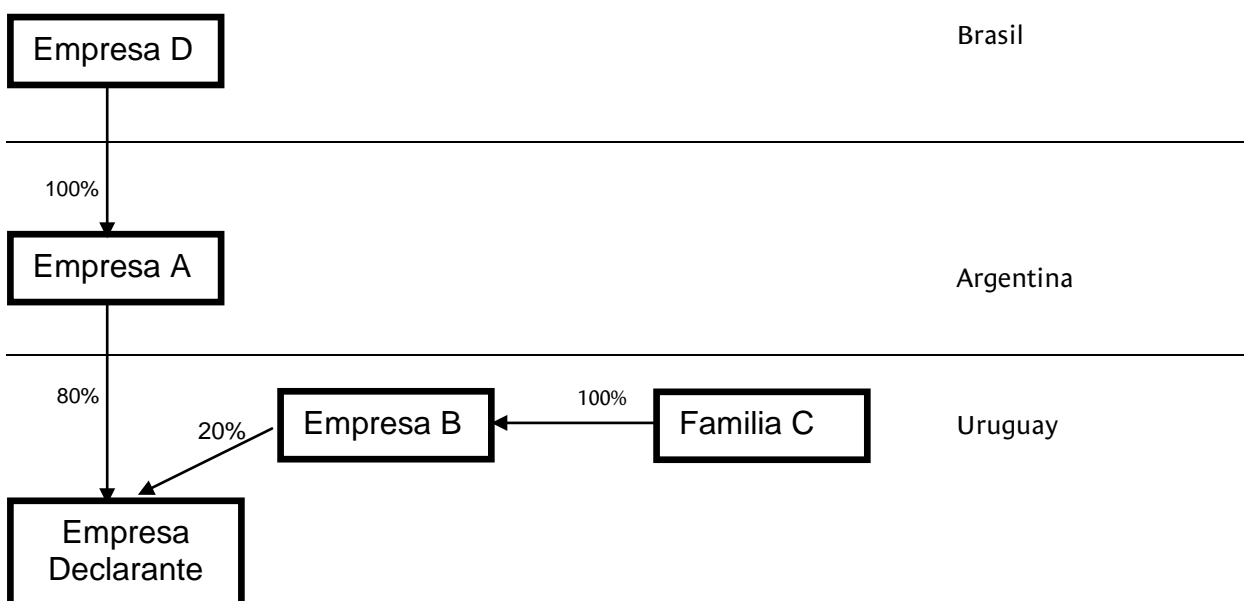 Empresa D
Brasil
100%
Empresa A
Argentina
80%
20%
Empresa B
100%
Familia C
Uruguay
Empresa
Declarante